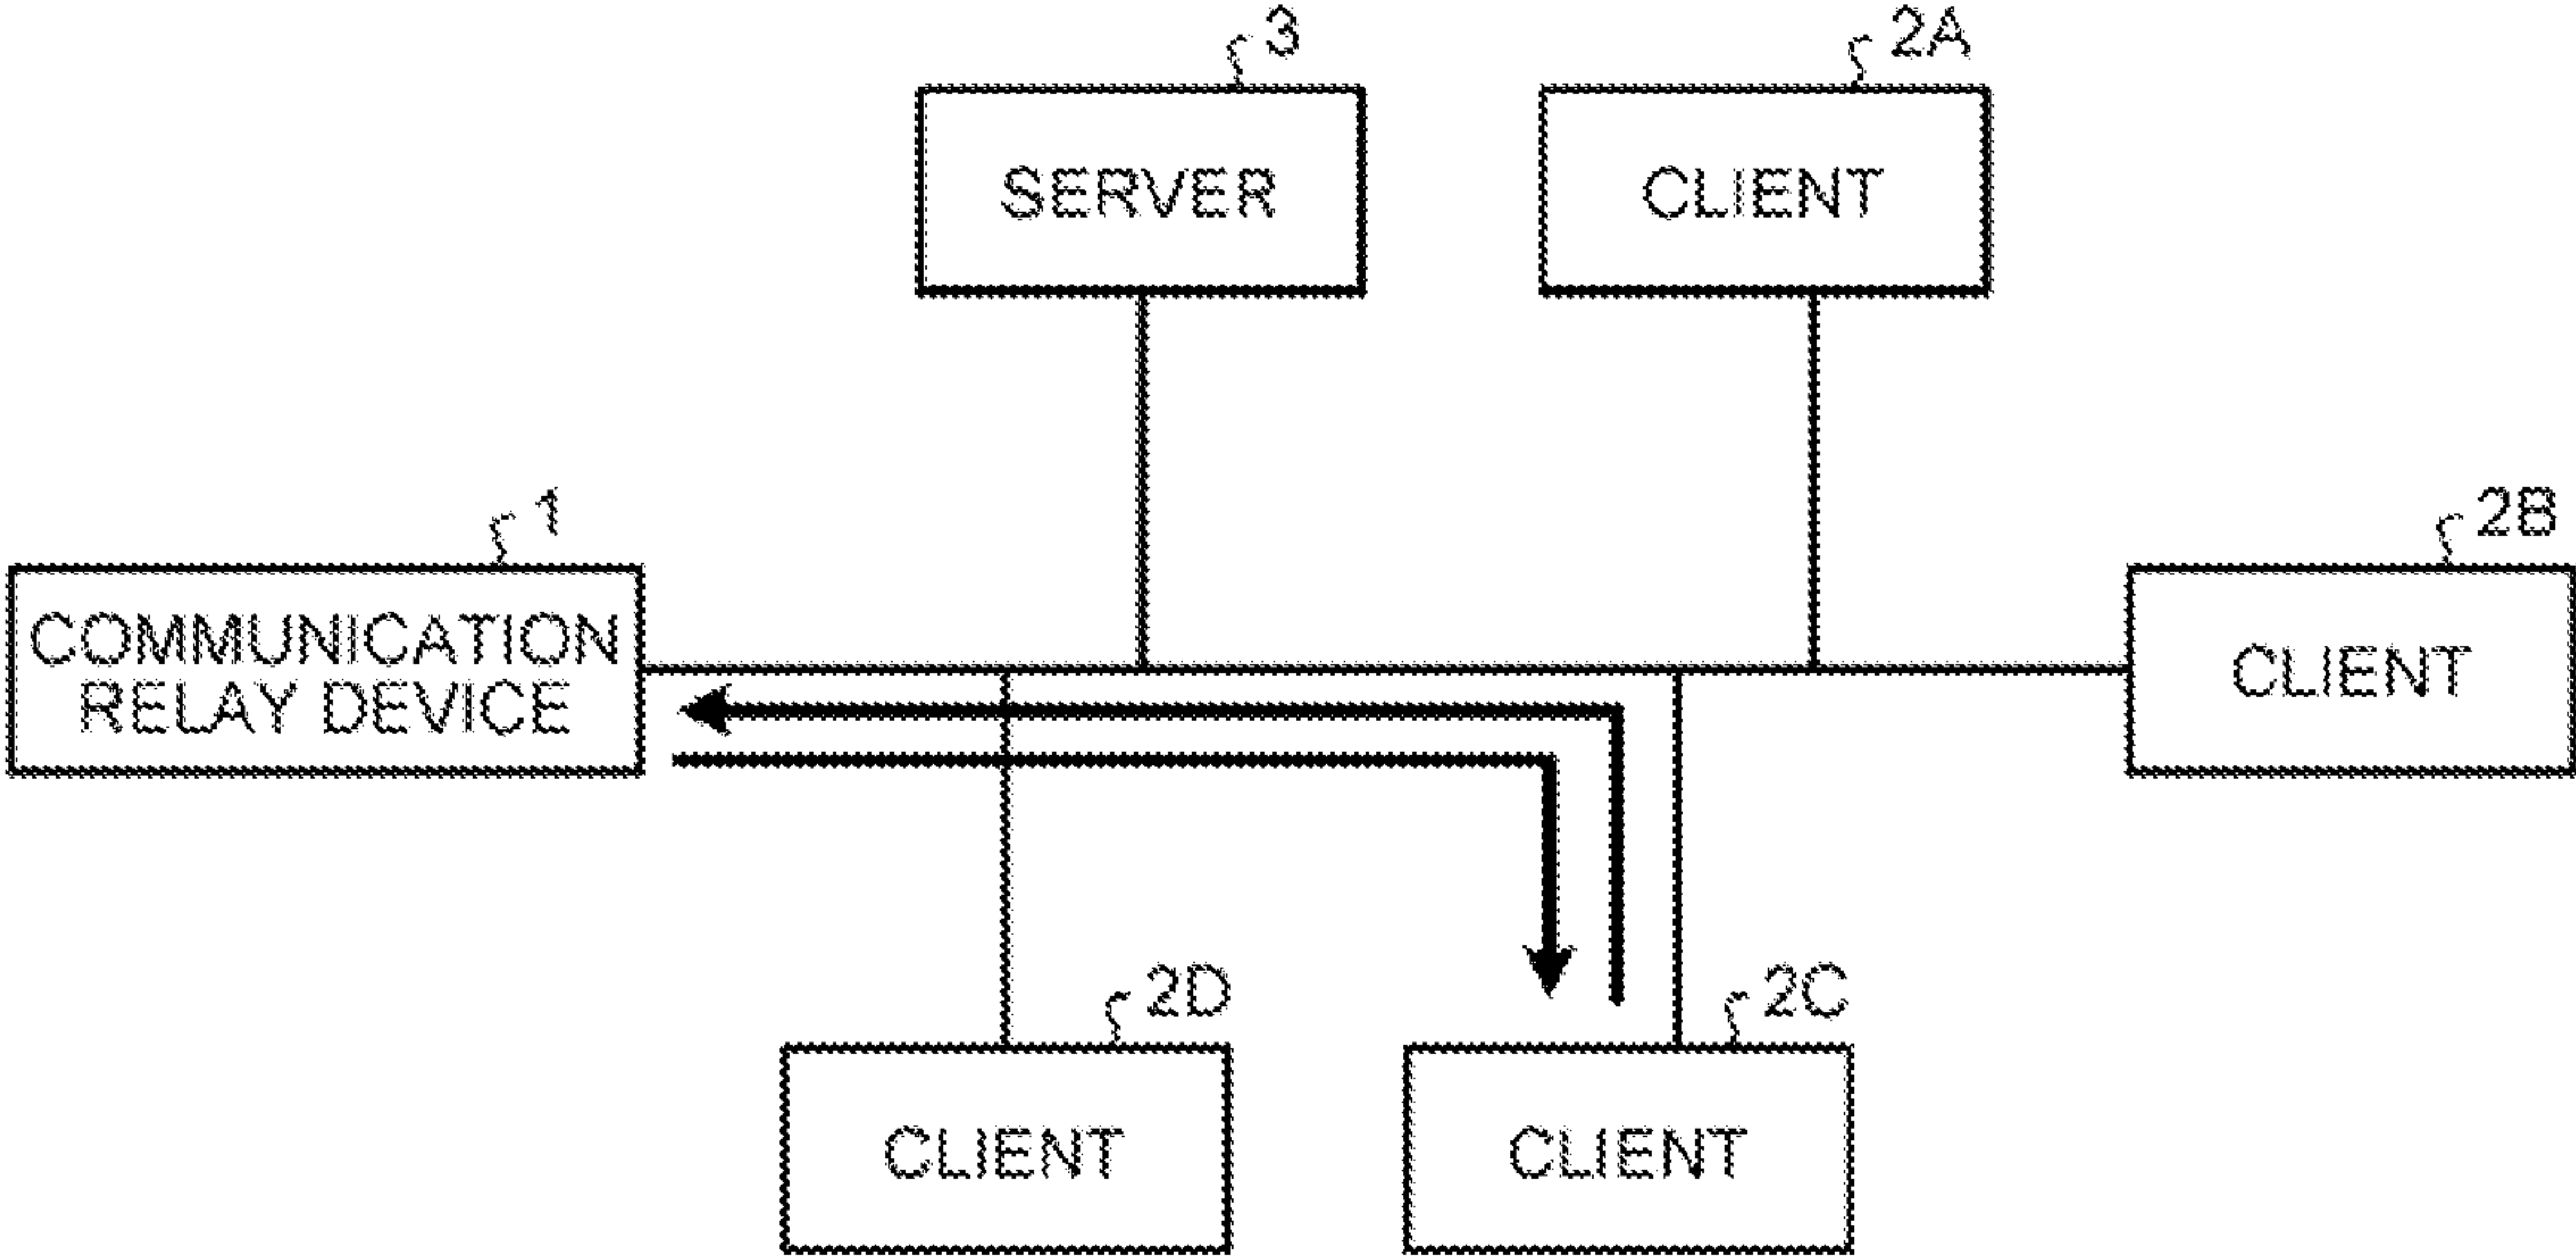 3
2A
SERVER
CLIENT
1
2B
COMMUNICATION
RELAY DEVICE
CLIENT
2D
2C
CLIENT
CLIENT